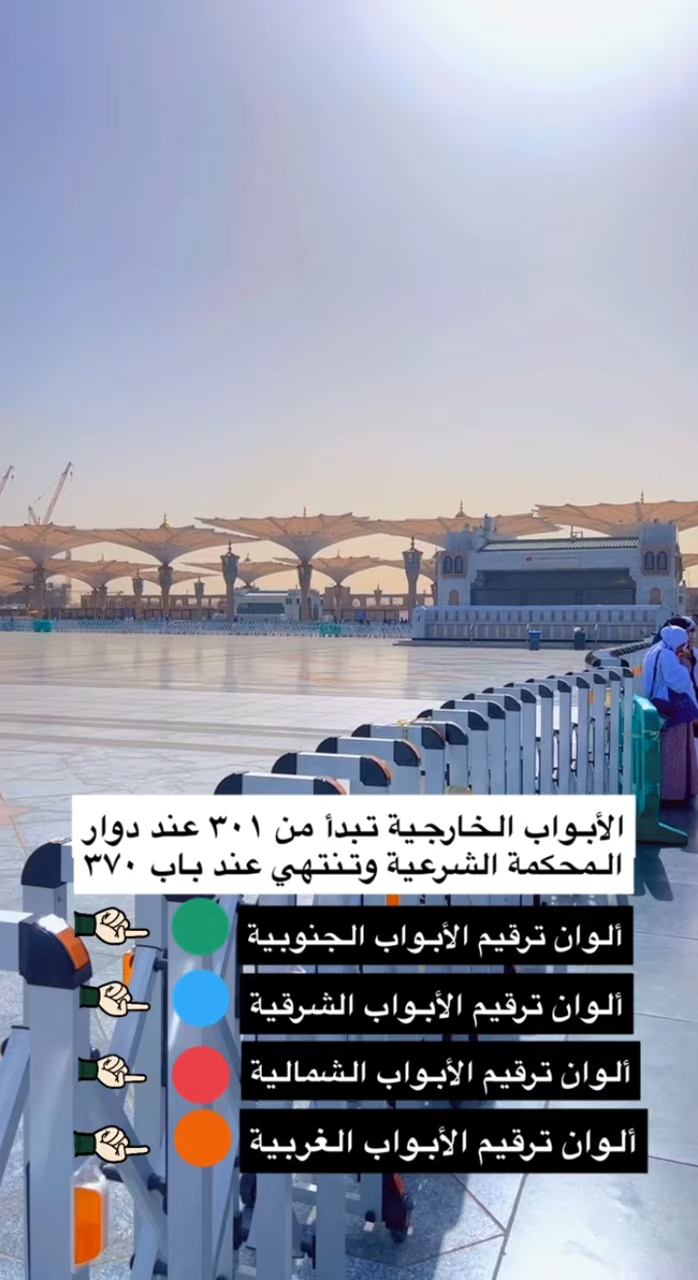 الأبواب الخارجية تبدأ من ٣٠١ عند دوار
المحكمة الشرعية وتنتهي عند باب ٣٧٠
ألوان ترقيم الأبواب الجنوبية
ألوان ترقيم الأبواب الشرقية
ألوان ترقيم الأبواب الشمالية
ألوان ترقيم الأبواب الغربية